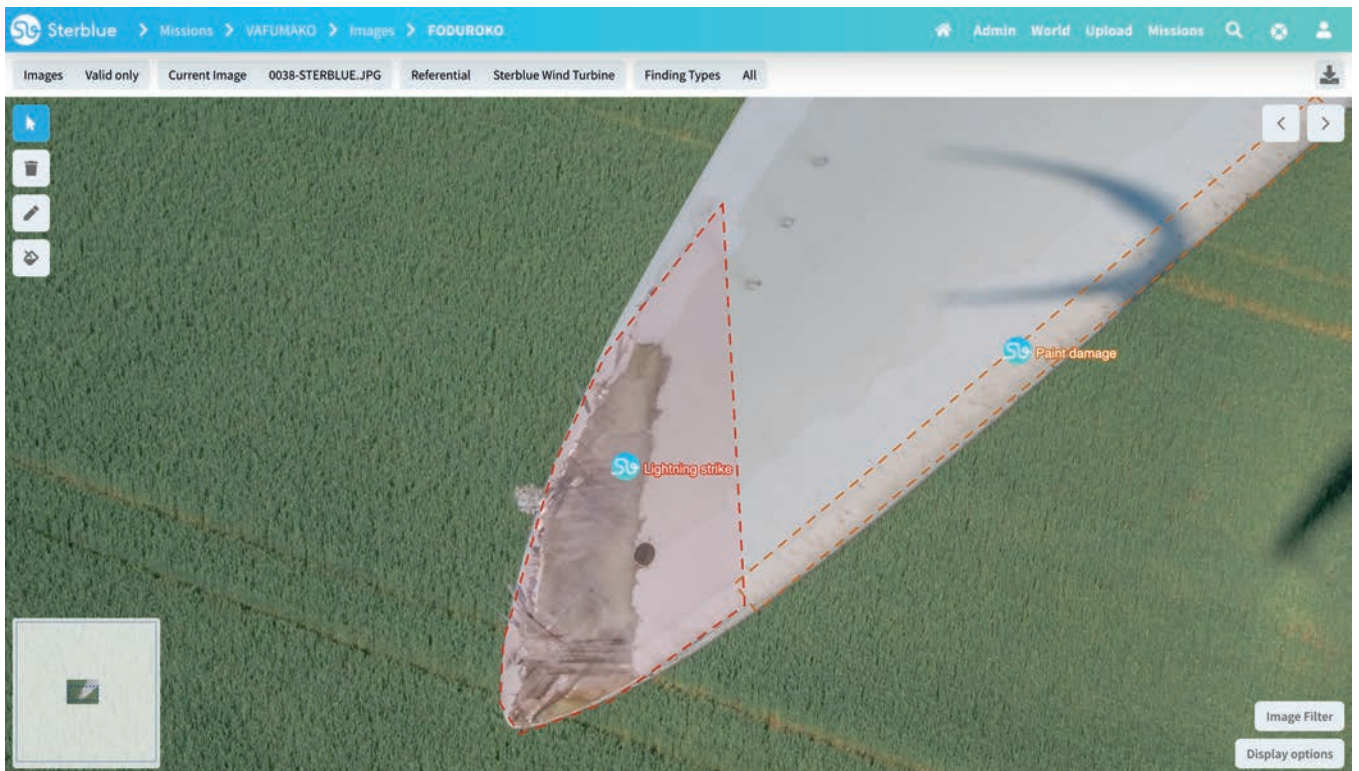 Sterblue > Missions > VAFUMAKO > Images > FODUROKO Admin World Upload Missions
Images Valid only Current Image 0038-STERBLUE.JPG Referential Sterblue Wind Turbine Finding Types All
Paint damage
Lightning strike
Image Filter
Display options